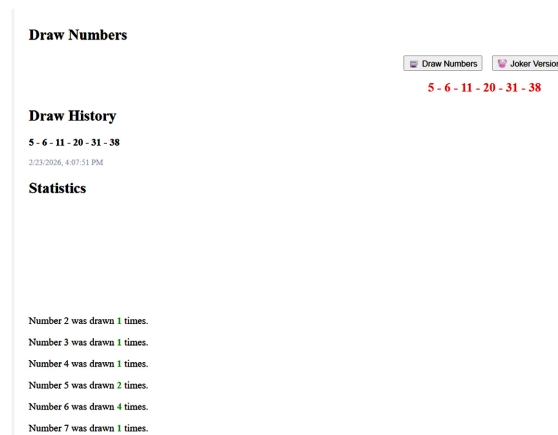 Draw Numbers
Draw Numbers Joker Version
5 - 6 - 11 - 20 - 31 - 38
Draw History
5 - 6 - 11 - 20 - 31 - 38
2/23/2026, 4:07:51 PM
Statistics
Number 2 was drawn 1 times.
Number 3 was drawn 1 times.
Number 4 was drawn 1 times.
Number 5 was drawn 2 times.
Number 6 was drawn 4 times.
Number 7 was drawn 1 times.